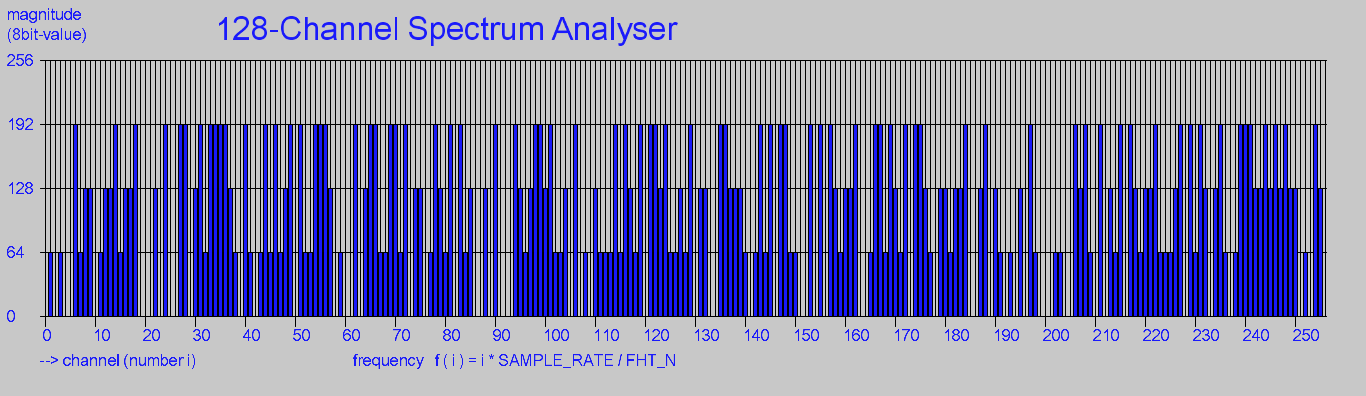 magnitude
(8bit-value)
128-Channel Spectrum Analyser
256
192
128
64
0
0 10 20 30 40 50 60 70 80 90 100 110 120 130 140 150 160 170 180 190 200 210 220 230 240 250
--> channel (number i)
frequency f ( i ) = i * SAMPLE_RATE / FHT_N